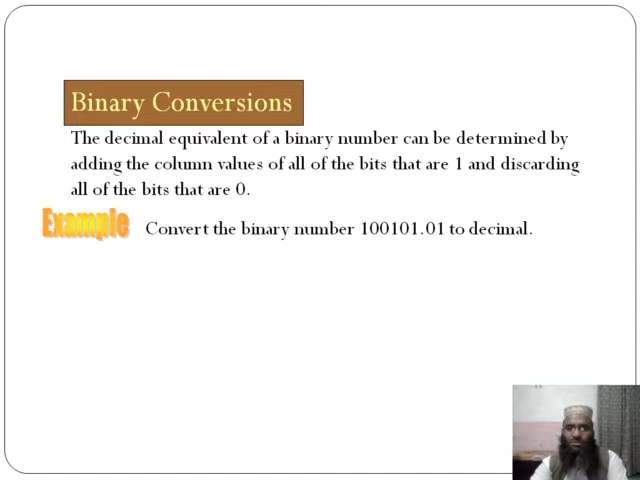 Binary Conversions
The decimal equivalent of a binary number can be determined by
adding the column values of all of the bits that are 1 and discarding
all of the bits that are 0.
Example
Convert the binary number 100101.01 to decimal.